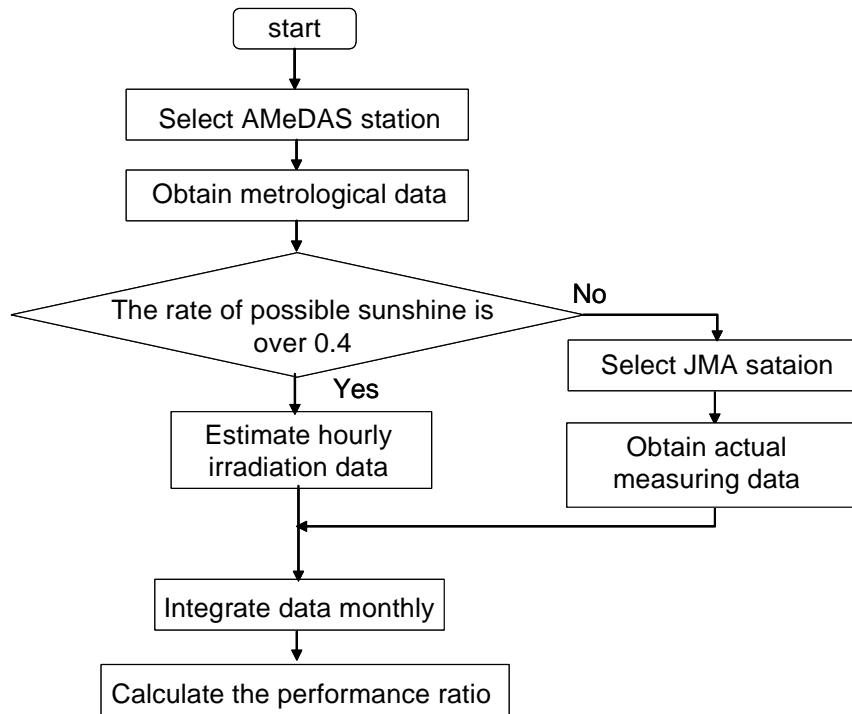 start
Select AMeDAS station
Obtain metrological data
The rate of possible sunshine is
over 0.4
No
Yes
Select JMA sataion
Obtain actual
measuring data
Estimate hourly
irradiation data
Integrate data monthly
Calculate the performance ratio